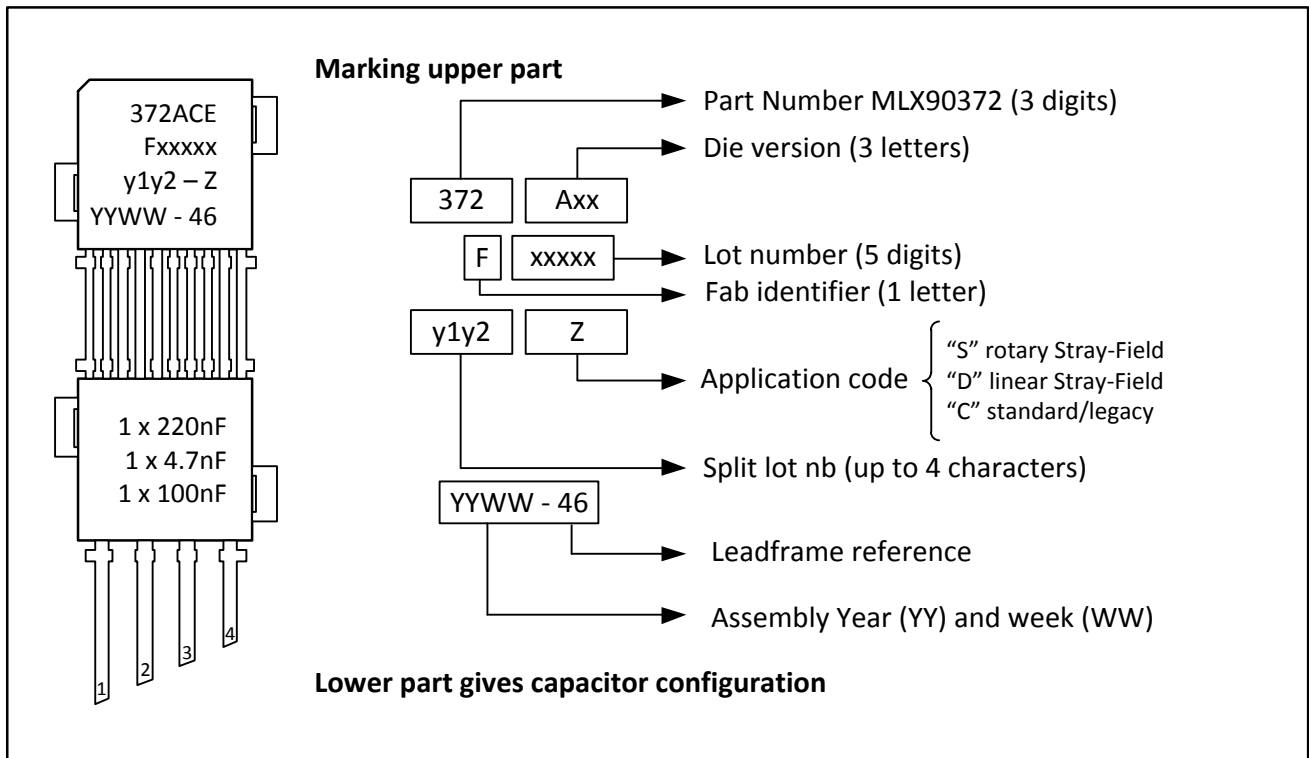 Marking upper part
372ACE
Fxxxxx
y1y2 – Z
YYWW - 46
1 x 220nF
1 x 4.7nF
1 x 100nF
1
2
3
4
Part Number MLX90372 (3 digits)
Die version (3 letters)
372 Axx
F xxxxx
Lot number (5 digits)
Fab identifier (1 letter)
y1y2 Z
Application code
“S” rotary Stray-Field
“D” linear Stray-Field
“C” standard/legacy
Split lot nb (up to 4 characters)
YYWW - 46
Leadframe reference
Assembly Year (YY) and week (WW)
Lower part gives capacitor configuration